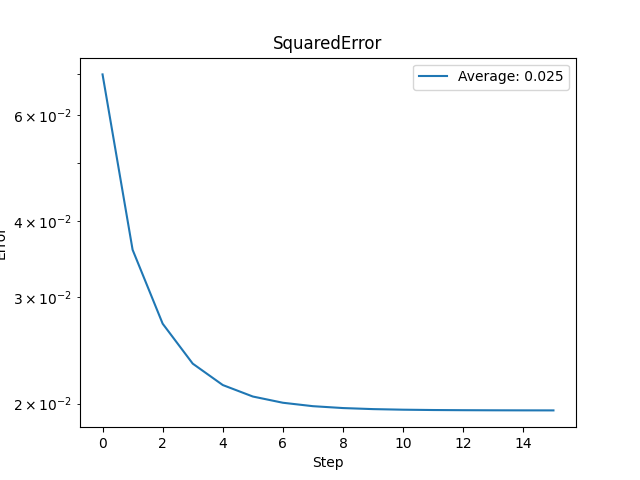 SquaredError
Average: 0.025
6 × 10⁻²
4 × 10⁻²
3 × 10⁻²
2 × 10⁻²
Error
0 2 4 6 8 10 12 14
Step